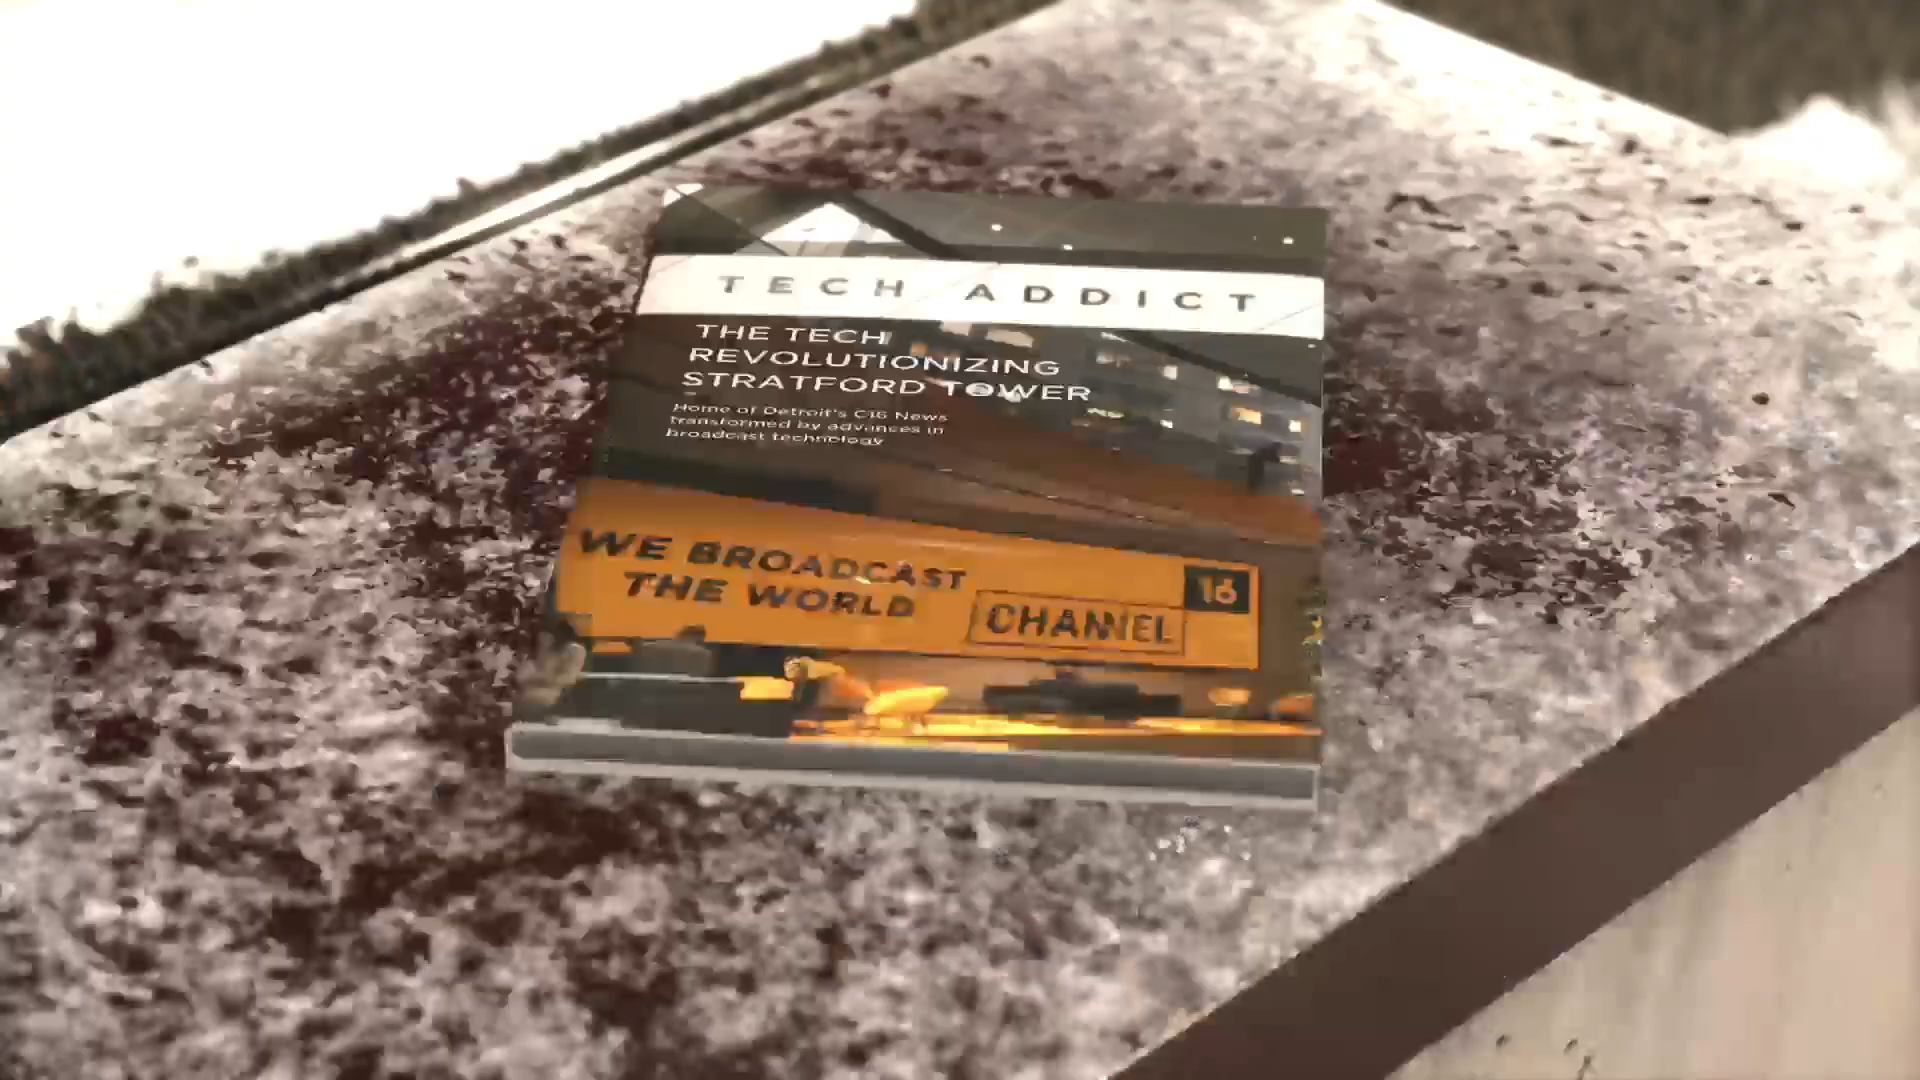 TECH ADDICT
THE TECH
REVOLUTIONIZING
STRATFORD TOWER
Home of Detroit's C16 News
transformed by advances in
broadcast technology
WE BROADCAST
THE WORLD
CHANNEL
16